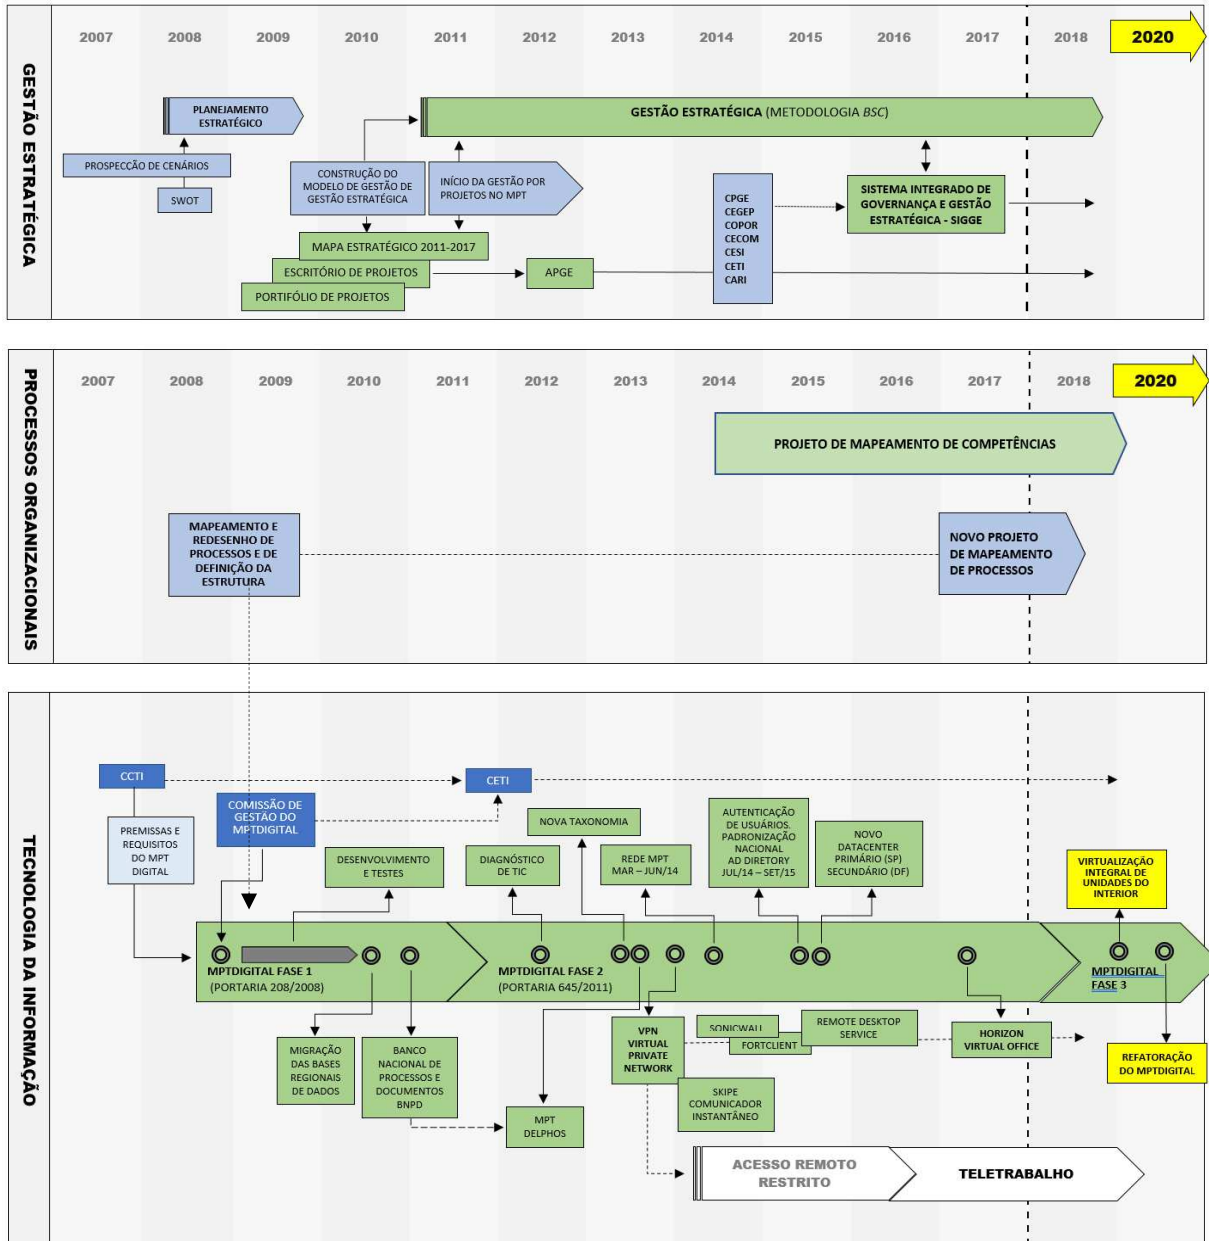 GESTÃO ESTRATÉGICA
2007
2008
2009
2010
2011
2012
2013
2014
2015
2016
2017
2018
2020
PLANEJAMENTO
ESTRATÉGICO
GESTÃO ESTRATÉGICA (METODOLOGIA BSC)
PROSPECÇÃO DE CENÁRIOS
SWOT
CONSTRUÇÃO DO
MODELO DE GESTÃO DE
GESTÃO ESTRATÉGICA
INÍCIO DA GESTÃO POR
PROJETOS NO MPT
CPGE
CEGEP
COPOR
CECOM
CESI
CETI
CARI
SISTEMA INTEGRADO DE
GOVERNANÇA E GESTÃO
ESTRATÉGICA - SIGGE
MAPA ESTRATÉGICO 2011-2017
ESCRITÓRIO DE PROJETOS
APGE
PORTIFÓLIO DE PROJETOS
PROCESSOS ORGANIZACIONAIS
2007
2008
2009
2010
2011
2012
2013
2014
2015
2016
2017
2018
2020
PROJETO DE MAPEAMENTO DE COMPETÊNCIAS
MAPEAMENTO E
REDESENHO DE
PROCESSOS E DE
DEFINIÇÃO DA
ESTRUTURA
NOVO PROJETO
DE MAPEAMENTO
DE PROCESSOS
TECNOLOGIA DA INFORMAÇÃO
CCTI
CETI
COMISSÃO DE
GESTÃO DO
MPTDIGITAL
PREMISSAS E
REQUISITOS
DO MPT
DIGITAL
DESENVOLVIMENTO
E TESTES
DIAGNÓSTICO
DE TIC
NOVA TAXONOMIA
REDE MPT
MAR – JUN/14
AUTENTICAÇÃO
DE USUÁRIOS.
PADRONIZAÇÃO
NACIONAL
AD DIRETORY
JUL/14 – SET/15
NOVO
DATACENTER
PRIMÁRIO (SP)
SECUNDÁRIO (DF)
VIRTUALIZAÇÃO
INTEGRAL DE
UNIDADES DO
INTERIOR
MPTDIGITAL FASE 1
(PORTARIA 208/2008)
MPTDIGITAL FASE 2
(PORTARIA 645/2011)
MPTDIGITAL
FASE 3
MIGRAÇÃO
DAS BASES
REGIONAIS
DE DADOS
BANCO
NACIONAL DE
PROCESSOS E
DOCUMENTOS
BNPD
MPT
DELPHOS
VPN
VIRTUAL
PRIVATE
NETWORK
SONICWALL
FORTCLIENT
REMOTE DESKTOP
SERVICE
HORIZON
VIRTUAL OFFICE
SKIPE
COMUNICADOR
INSTANTÂNEO
REFATORAÇÃO
DO MPTDIGITAL
ACESSO REMOTO
RESTRITO
TELETRABALHO